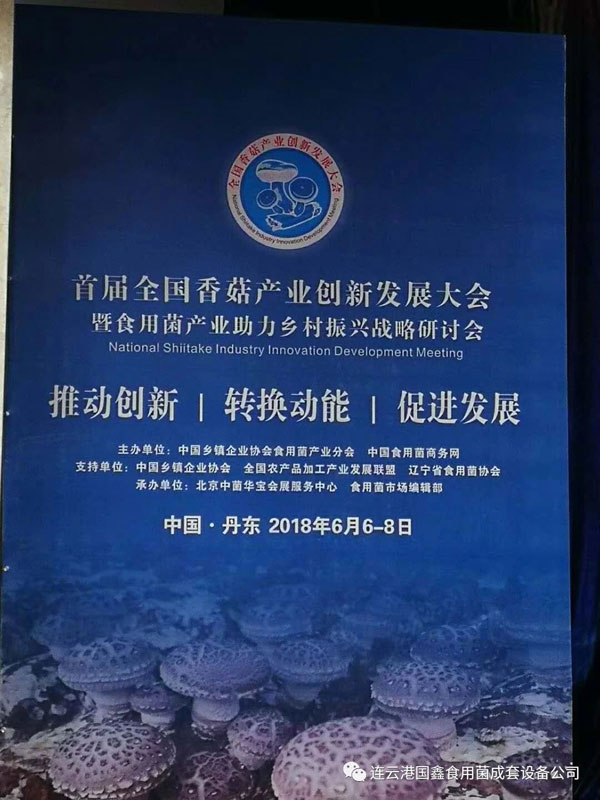 全国香菇产业创新发展大会
National Shiitake Industry Innovation Development Meeting
首届全国香菇产业创新发展大会
暨食用菌产业助力乡村振兴战略研讨会
National Shiitake Industry Innovation Development Meeting
推动创新 | 转换动能 | 促进发展
主办单位：中国乡镇企业协会食用菌产业分会 中国食用菌商务网
支持单位：中国乡镇企业协会 全国农产品加工产业发展联盟 辽宁省食用菌协会
承办单位：北京中菌华宝会展服务中心 食用菌市场编辑部
中国·丹东 2018年6月6-8日
连云港国鑫食用菌成套设备公司